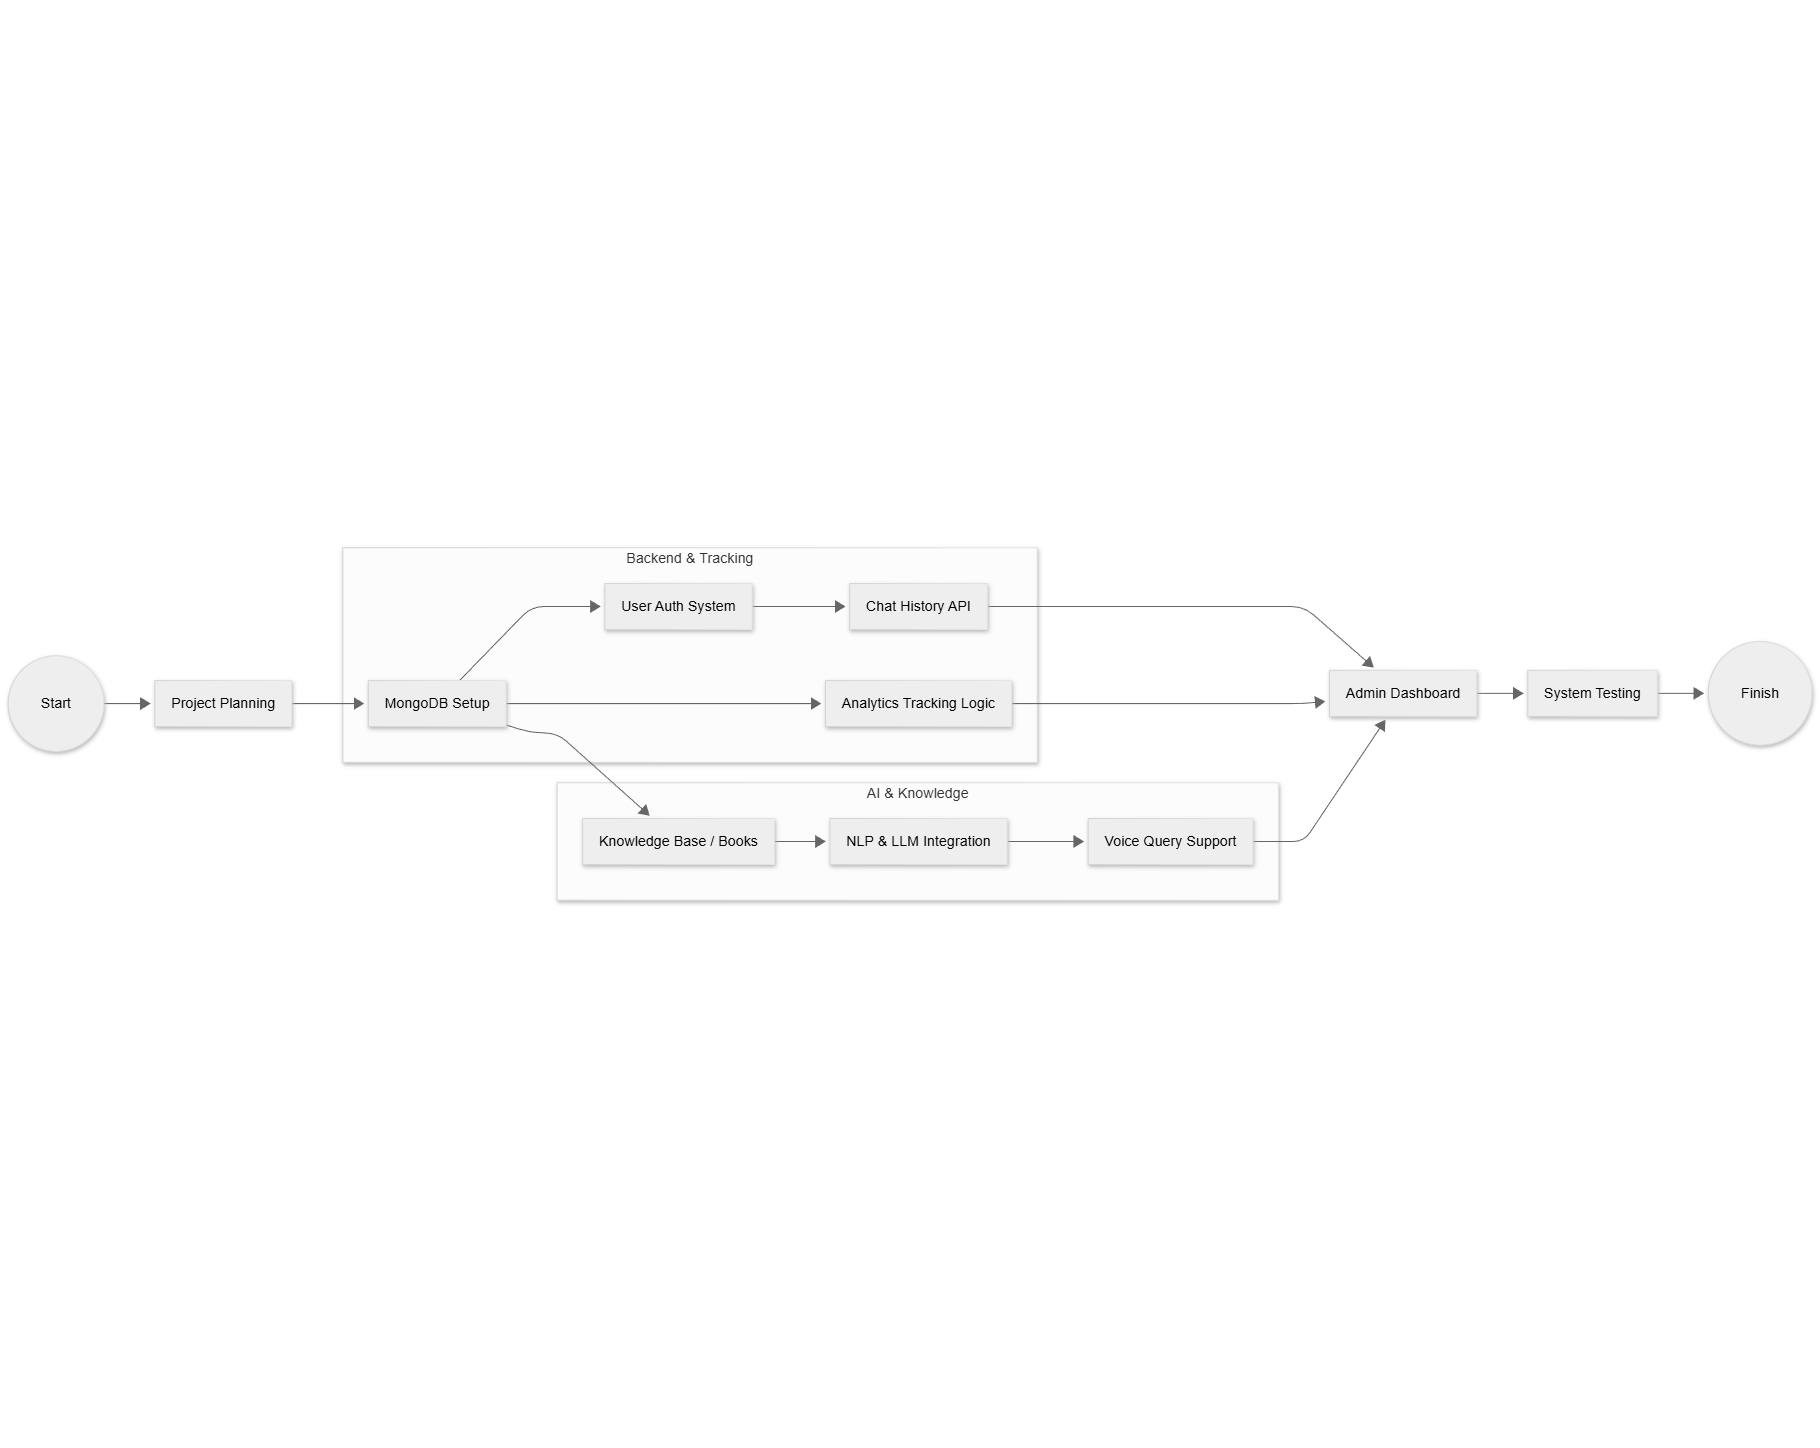 Backend & Tracking
User Auth System
Chat History API
Start
Project Planning
MongoDB Setup
Analytics Tracking Logic
Admin Dashboard
System Testing
Finish
AI & Knowledge
Knowledge Base / Books
NLP & LLM Integration
Voice Query Support